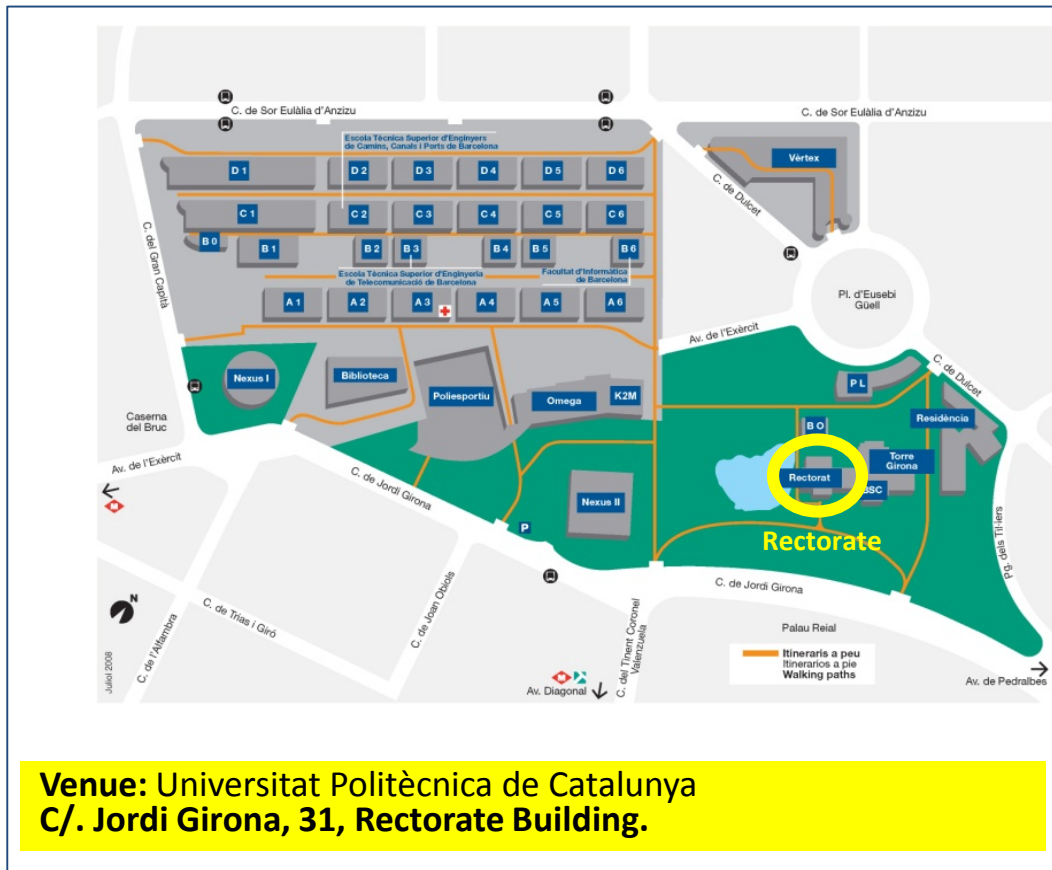 C. de Sor Eulàlia d'Anzizu
C. de Sor Eulàlia d'Anzizu
Escola Tècnica Superior d'Enginyers
de Camins, Canals i Ports de Barcelona
Vèrtex
D 1
D 2
D 3
D 4
D 5
D 6
C. de Dulcet
C 1
C 2
C 3
C 4
C 5
C 6
C. del Gran Capità
B 0
B 1
B 2
B 3
B 4
B 5
B 6
Escola Tècnica Superior d'Enginyeria
de Telecomunicació de Barcelona
Facultat d'Informàtica
de Barcelona
Pl. d'Eusebi
Güell
A 1
A 2
A 3
A 4
A 5
A 6
Av. de l'Exèrcit
C. de Dulcet
Nexus I
Biblioteca
Poliesportiu
Omega
K2M
P L
Residència
Caserna
del Bruc
B O
Torre
Girona
Av. de l'Exèrcit
Rectorat
BSC
C. de Jordi Girona
Nexus II
P
Rectorate
Pg. dels Til·lers
C. de Jordi Girona
N
C. de Trias i Giró
C. de Joan Obiols
C. de l'Alfambra
C. del Tinent Coronel
Valenzuela
Palau Reial
Itineraris a peu
Itinerarios a pie
Walking paths
Juliol 2008
Av. Diagonal
Av. de Pedralbes
Venue: Universitat Politècnica de Catalunya
C/. Jordi Girona, 31, Rectorate Building.